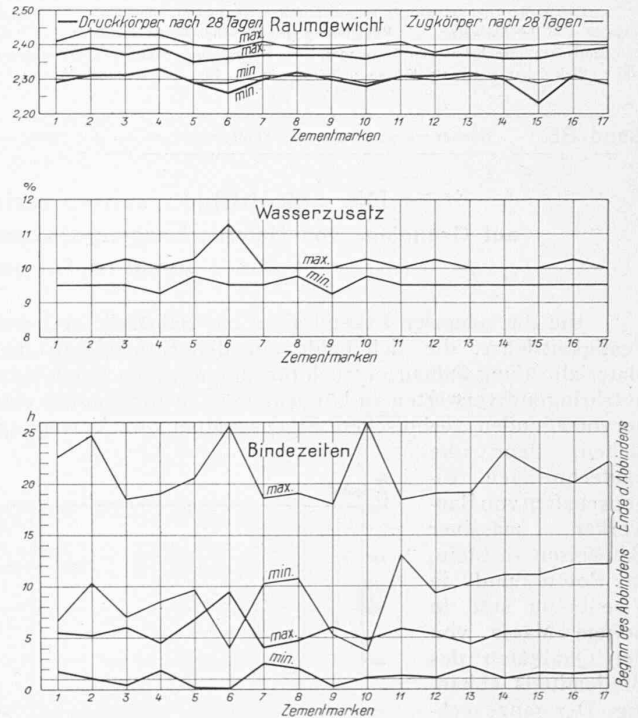 Druckkörper nach 28 Tagen Raumgewicht Zugkörper nach 28 Tagen
2,50
2,40
2,30
2,20
max.
max.
min
min.
1 2 3 4 5 6 7 8 9 10 11 12 13 14 15 16 17
Zementmarken
%
Wasserzusatz
12
11
10
9
8
max.
min.
1 2 3 4 5 6 7 8 9 10 11 12 13 14 15 16 17
Zementmarken
h
Bindezeiten
25
20
15
10
5
0
max.
min.
max.
min.
1 2 3 4 5 6 7 8 9 10 11 12 13 14 15 16 17
Zementmarken
Beginn des Abbindens Ende d. Abbindens